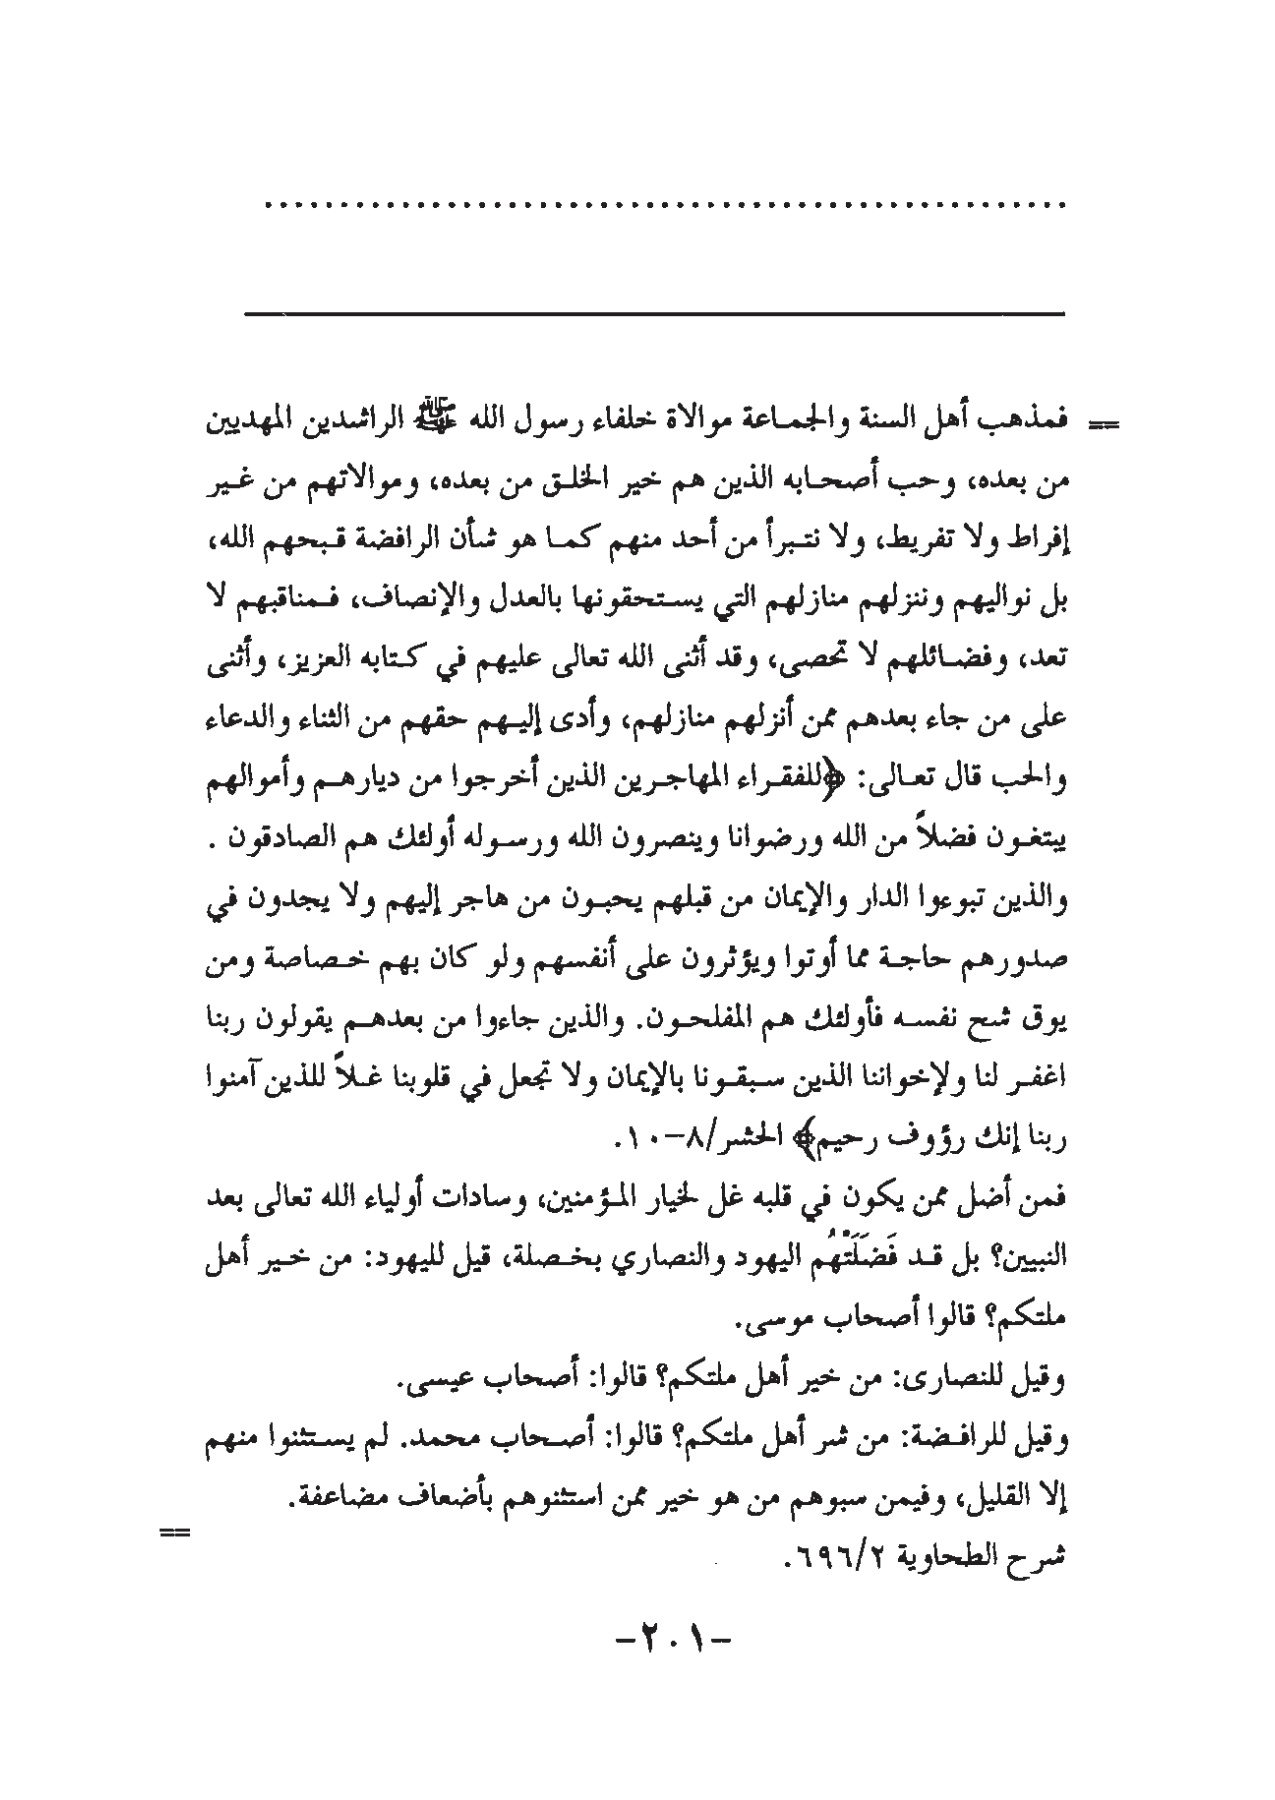 .....................................................
== فمذهب أهل السنة والجماعة موالاة خلفاء رسول الله ﷺ الراشدين المهديين
من بعده، وحب أصحابه الذين هم خير الخلق من بعده، وموالاتهم من غير
إفراط ولا تفريط، ولا نتبرأ من أحد منهم كما هو شأن الرافضة قبحهم الله،
بل نواليهم وننزلهم منازلهم التي يستحقونها بالعدل والإنصاف، فمناقبهم لا
تعد، وفضائلهم لا تحصى، وقد أثنى الله تعالى عليهم في كتابه العزيز، وأثنى
على من جاء بعدهم ممن أنزلهم منازلهم، وأدى إليهم حقهم من الثناء والدعاء
والحب قال تعالى: ﴿للفقراء المهاجرين الذين أخرجوا من ديارهم وأموالهم
يبتغون فضلاً من الله ورضوانا وينصرون الله ورسوله أولئك هم الصادقون .
والذين تبوءوا الدار والإيمان من قبلهم يحبون من هاجر إليهم ولا يجدون في
صدورهم حاجة مما أوتوا ويؤثرون على أنفسهم ولو كان بهم خصاصة ومن
يوق شح نفسه فأولئك هم المفلحون. والذين جاءوا من بعدهم يقولون ربنا
اغفر لنا ولإخواننا الذين سبقونا بالإيمان ولا تجعل في قلوبنا غلاً للذين آمنوا
ربنا إنك رؤوف رحيم﴾ الحشر/٨-١٠.
فمن أضل ممن يكون في قلبه غل لخيار المؤمنين، وسادات أولياء الله تعالى بعد
النبيين؟ بل قد فَضَلَتْهُم اليهود والنصاري بخصلة، قيل لليهود: من خير أهل
ملتكم؟ قالوا أصحاب موسى.
وقيل للنصارى: من خير أهل ملتكم؟ قالوا: أصحاب عيسى.
وقيل للرافضة: من شر أهل ملتكم؟ قالوا: أصحاب محمد. لم يستثنوا منهم
إلا القليل، وفيمن سبوهم من هو خير ممن استثنوهم بأضعاف مضاعفة.
شرح الطحاوية ٦٩٦/٢. ==
-٢٠١-